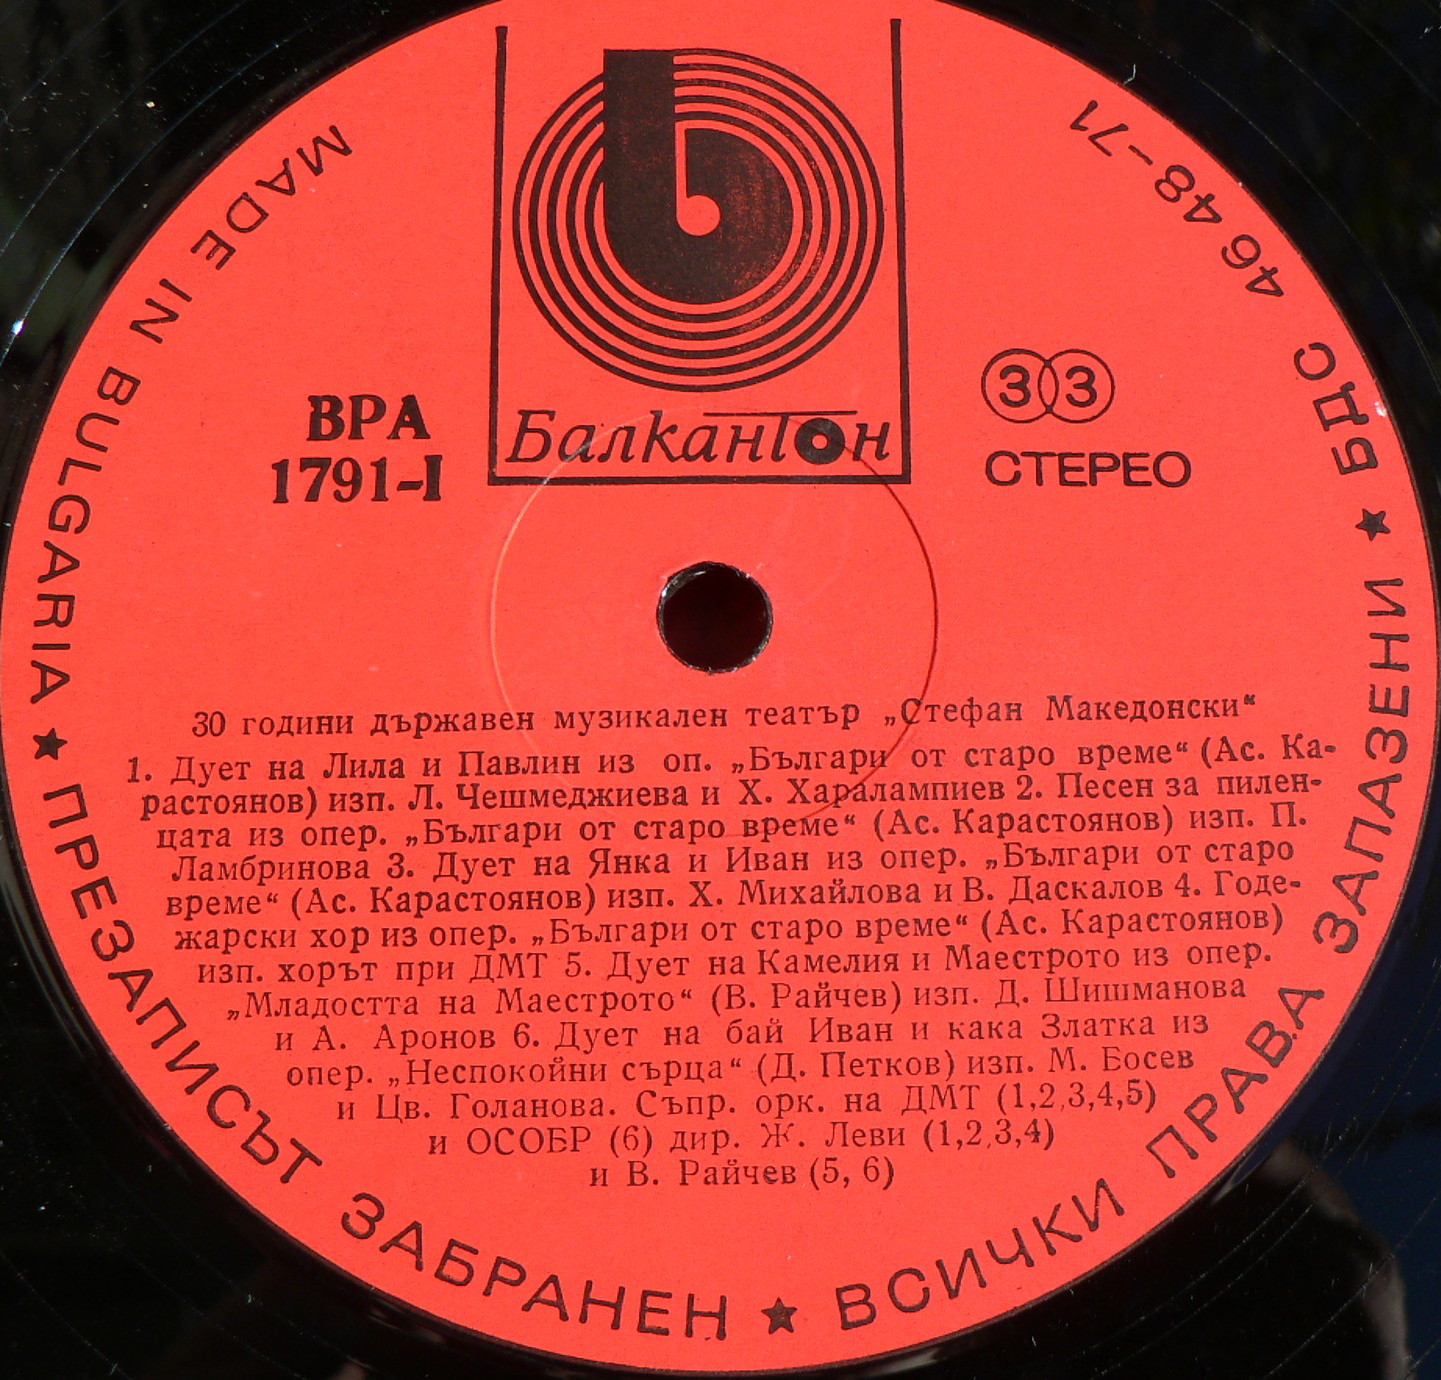 Балкантон
ВРА
1791-I
33
СТЕРЕО
30 години държавен музикален театър „Стефан Македонски“
1. Дует на Лила и Павлин из оп. „Българи от старо време“ (Ас. Ка-
растоянов) изп. Л. Чешмеджиева и Х. Харалампиев 2. Песен за пилен-
цата из опер. „Българи от старо време“ (Ас. Карастоянов) изп. П.
Ламбринова 3. Дует на Янка и Иван из опер. „Българи от старо
време“ (Ас. Карастоянов) изп. Х. Михайлова и В. Даскалов 4. Годе-
жарски хор из опер. „Българи от старо време“ (Ас. Карастоянов)
изп. хорът при ДМТ 5. Дует на Камелия и Маестрото из опер.
„Младостта на Маестрото“ (В. Райчев) изп. Д. Шишманова
и А. Аронов 6. Дует на бай Иван и кака Златка из
опер. „Неспокойни сърца“ (Д. Петков) изп. М. Босев
и Цв. Голанова. Съпр. орк. на ДМТ (1,2,3,4,5)
и ОСОБР (6) дир. Ж. Леви (1,2,3,4)
и В. Райчев (5, 6)
MADE IN BULGARIA ★ ПРЕЗАПИСЪТ ЗАБРАНЕН ★ ВСИЧКИ ПРАВА ЗАПАЗЕНИ ★ БДС 46 48-71